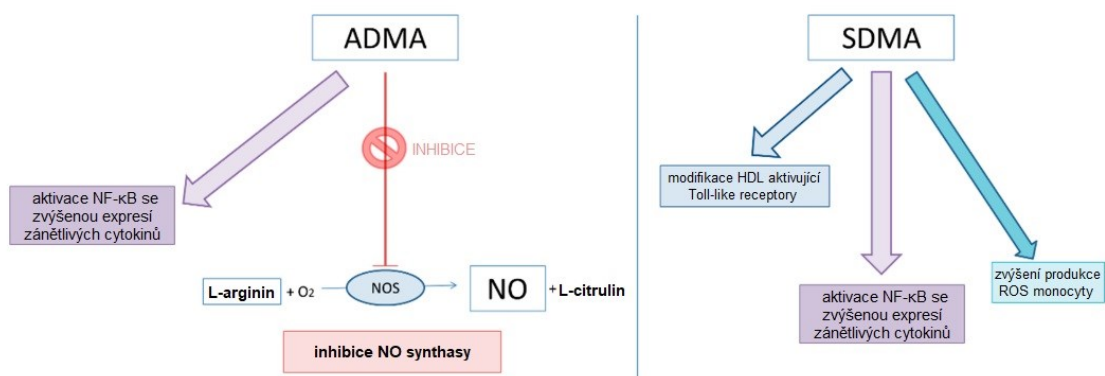 ADMA
INHIBICE
aktivace NF-κB se
zvýšenou expresí
zánětlivých cytokinů
L-arginin + O2 NOS NO + L-citrulin
inhibice NO synthasy
SDMA
modifikace HDL aktivující
Toll-like receptory
aktivace NF-κB se
zvýšenou expresí
zánětlivých cytokinů
zvýšení produkce
ROS monocyty